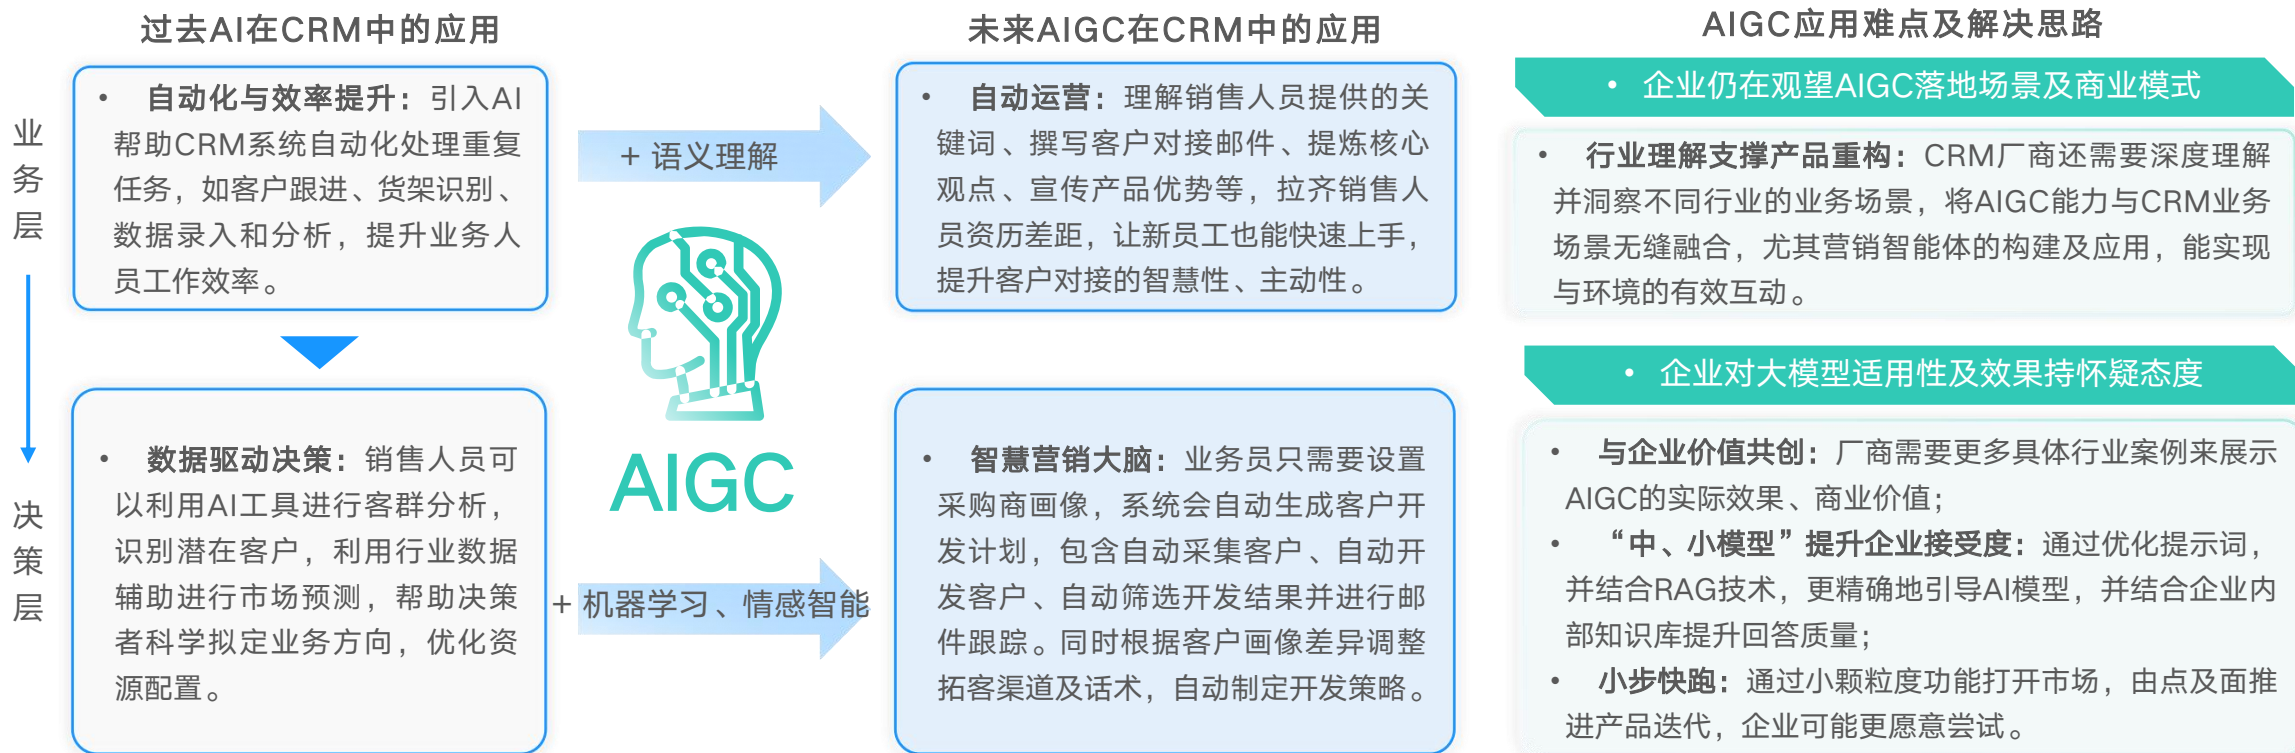 过去AI在CRM中的应用
业务层
• 自动化与效率提升：引入AI
帮助CRM系统自动化处理重复
任务，如客户跟进、货架识别、
数据录入和分析，提升业务人
员工作效率。
决策层
• 数据驱动决策：销售人员可
以利用AI工具进行客群分析，
识别潜在客户，利用行业数据
辅助进行市场预测，帮助决策
者科学拟定业务方向，优化资
源配置。
+ 语义理解
AIGC
+ 机器学习、情感智能
未来AIGC在CRM中的应用
• 自动运营：理解销售人员提供的关
键词、撰写客户对接邮件、提炼核心
观点、宣传产品优势等，拉齐销售人
员资历差距，让新员工也能快速上手，
提升客户对接的智慧性、主动性。
• 智慧营销大脑：业务员只需要设置
采购商画像，系统会自动生成客户开
发计划，包含自动采集客户、自动开
发客户、自动筛选开发结果并进行邮
件跟踪。同时根据客户画像差异调整
拓客渠道及话术，自动制定开发策略。
AIGC应用难点及解决思路
• 企业仍在观望AIGC落地场景及商业模式
• 行业理解支撑产品重构：CRM厂商还需要深度理解
并洞察不同行业的业务场景，将AIGC能力与CRM业务
场景无缝融合，尤其营销智能体的构建及应用，能实现
与环境的有效互动。
• 企业对大模型适用性及效果持怀疑态度
• 与企业价值共创：厂商需要更多具体行业案例来展示
AIGC的实际效果、商业价值；
• “中、小模型”提升企业接受度：通过优化提示词，
并结合RAG技术，更精确地引导AI模型，并结合企业内
部知识库提升回答质量；
• 小步快跑：通过小颗粒度功能打开市场，由点及面推
进产品迭代，企业可能更愿意尝试。